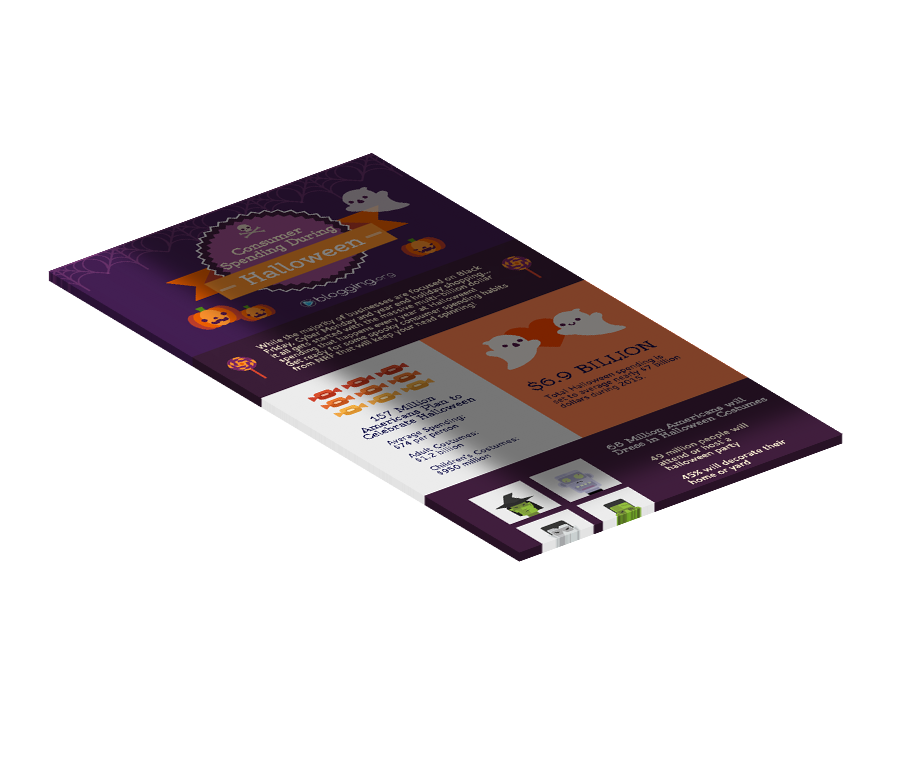 Consumer
Spending During
— Halloween —
blogging.org
While the majority of businesses are focused on Black
Friday, Cyber Monday and year end holiday shopping,
it all gets started with the massive multi billion dollar
spending that happens every year at Halloween!
Get ready for some spooky consumer spending habits
from NRF that will keep your head spinning!
157 Million
Americans Plan to
Celebrate Halloween
Average Spending:
$74 per person
Adult Costumes:
$1.2 billion
Children's Costumes:
$950 million
$6.9 BILLION
Total Halloween spending is
set to average nearly $7 Billion
dollars during 2015
58 Million Americans will
Dress in Halloween Costumes
49 million people will
attend or host a
halloween party
45% will decorate their
home or yard